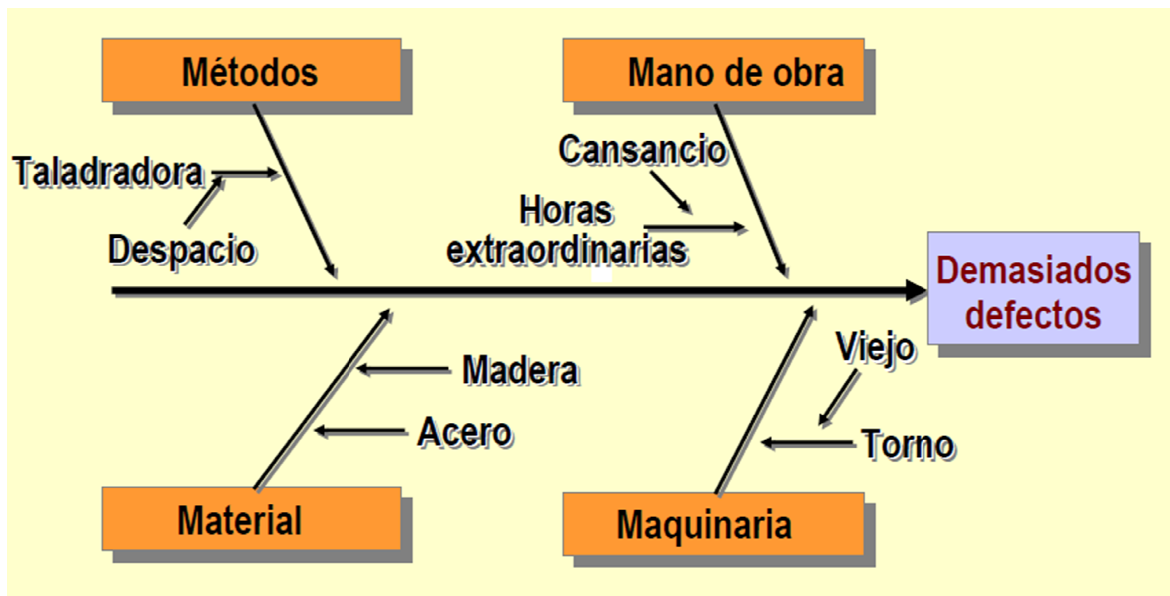 Métodos
Mano de obra
Taladradora
Despacio
Cansancio
Horas
extraordinarias
Demasiados
defectos
Madera
Acero
Viejo
Torno
Material
Maquinaria